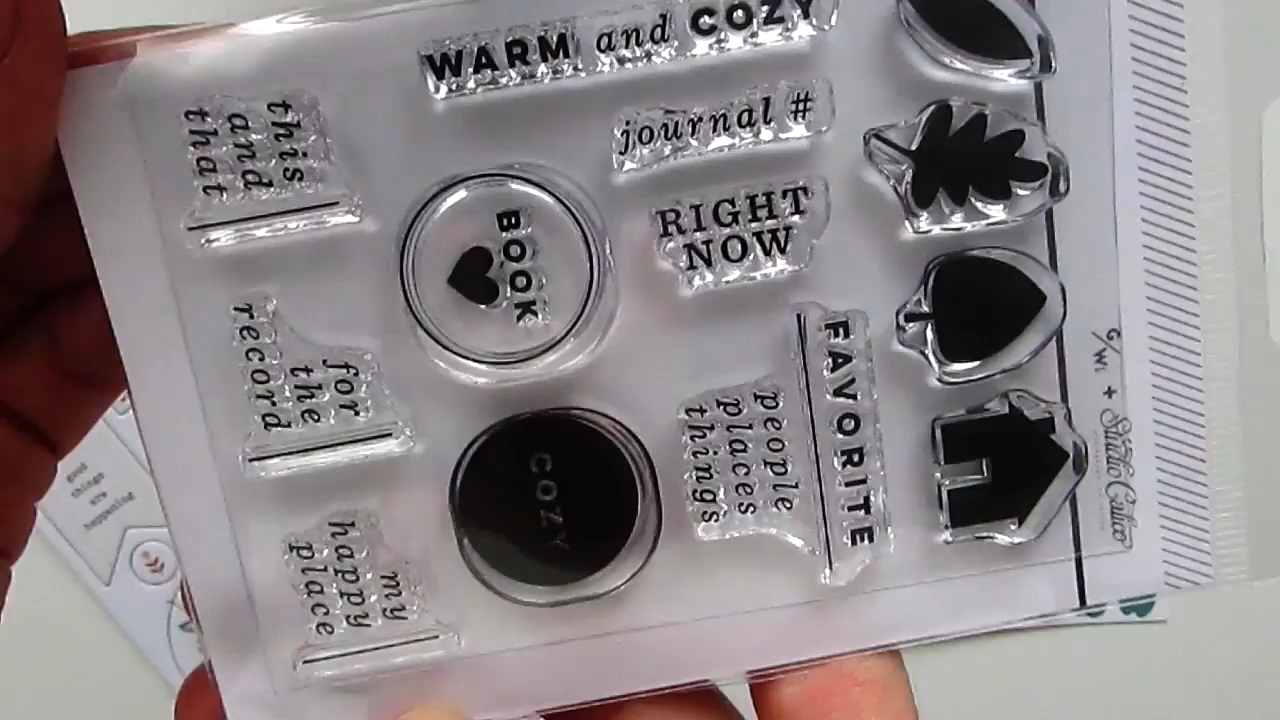 WARM and COZY
journal #
RIGHT
NOW
this
and
that
BOOK
FAVORITE
people
places
things
for
the
record
COZY
my
happy
place
G/W, + Studio Calico
good
things
are
happening